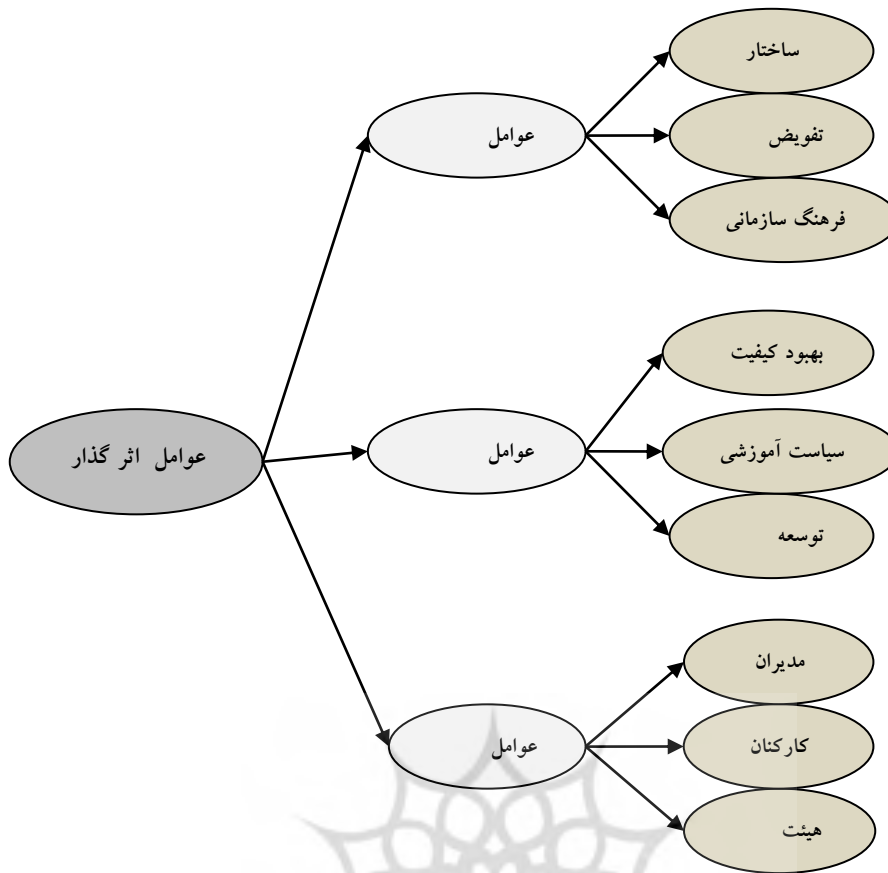 عوامل اثر گذار
عوامل
ساختار
تفویض
فرهنگ سازمانی
عوامل
بهبود کیفیت
سیاست آموزشی
توسعه
عوامل
مدیران
کارکنان
هیئت